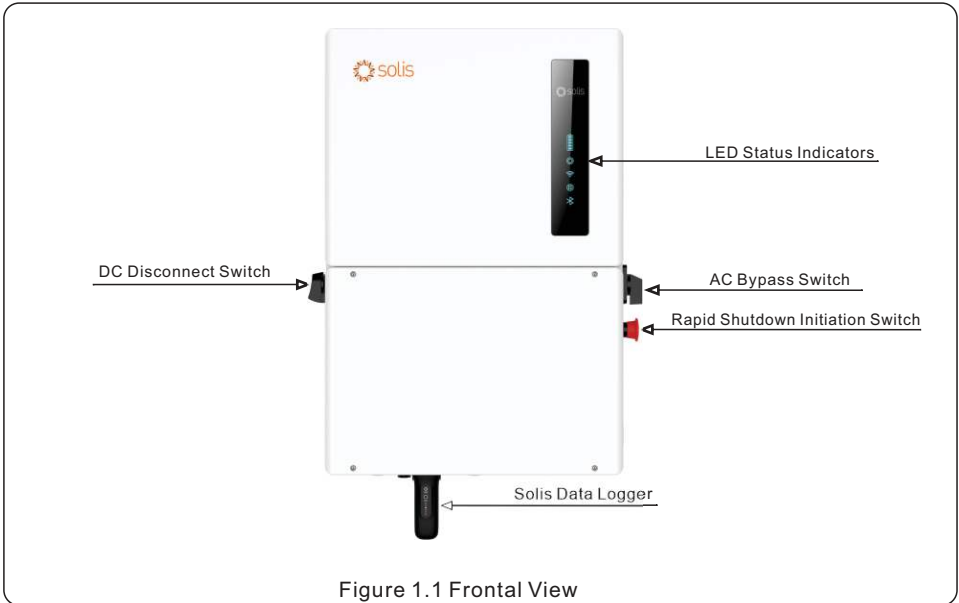 solis
solis
LED Status Indicators
DC Disconnect Switch
AC Bypass Switch
Rapid Shutdown Initiation Switch
Solis Data Logger
Figure 1.1 Frontal View